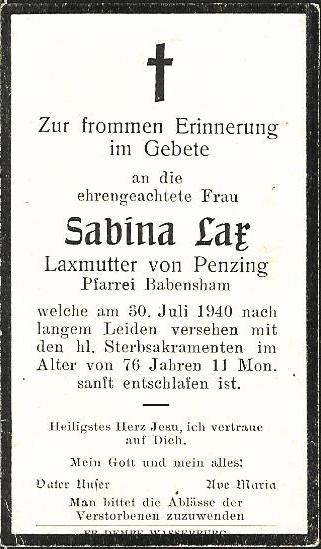 Zur frommen Erinnerung
im Gebete
an die
ehrengeachtete Frau
Sabina Lax
Laxmutter von Penzing
Pfarrei Babensham
welche am 30. Juli 1940 nach
langem Leiden versehen mit
den hl. Sterbsakramenten im
Alter von 76 Jahren 11 Mon.
sanft entschlafen ist.
Heiligstes Herz Jesu, ich vertraue
auf Dich.
Mein Gott und mein alles!
Vater Unser Ave Maria
Man bittet die Ablässe der
Verstorbenen zuzuwenden
FR. DEMPF WASSERBURG